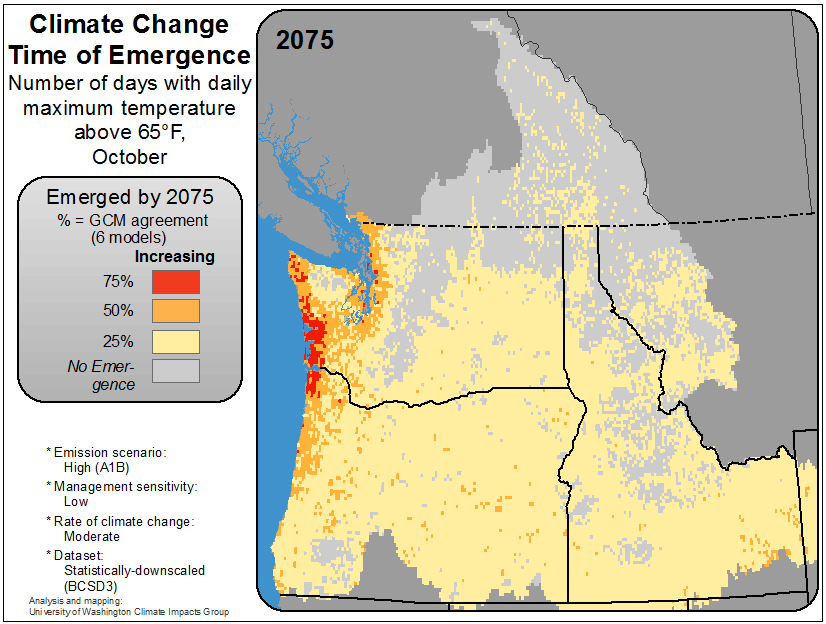 Climate Change
Time of Emergence
Number of days with daily
maximum temperature
above 65°F,
October
2075
Emerged by 2075
% = GCM agreement
(6 models)
Increasing
75%
50%
25%
No Emer-
gence
* Emission scenario:
High (A1B)
* Management sensitivity:
Low
* Rate of climate change:
Moderate
* Dataset:
Statistically-downscaled
(BCSD3)
Analysis and mapping:
University of Washington Climate Impacts Group